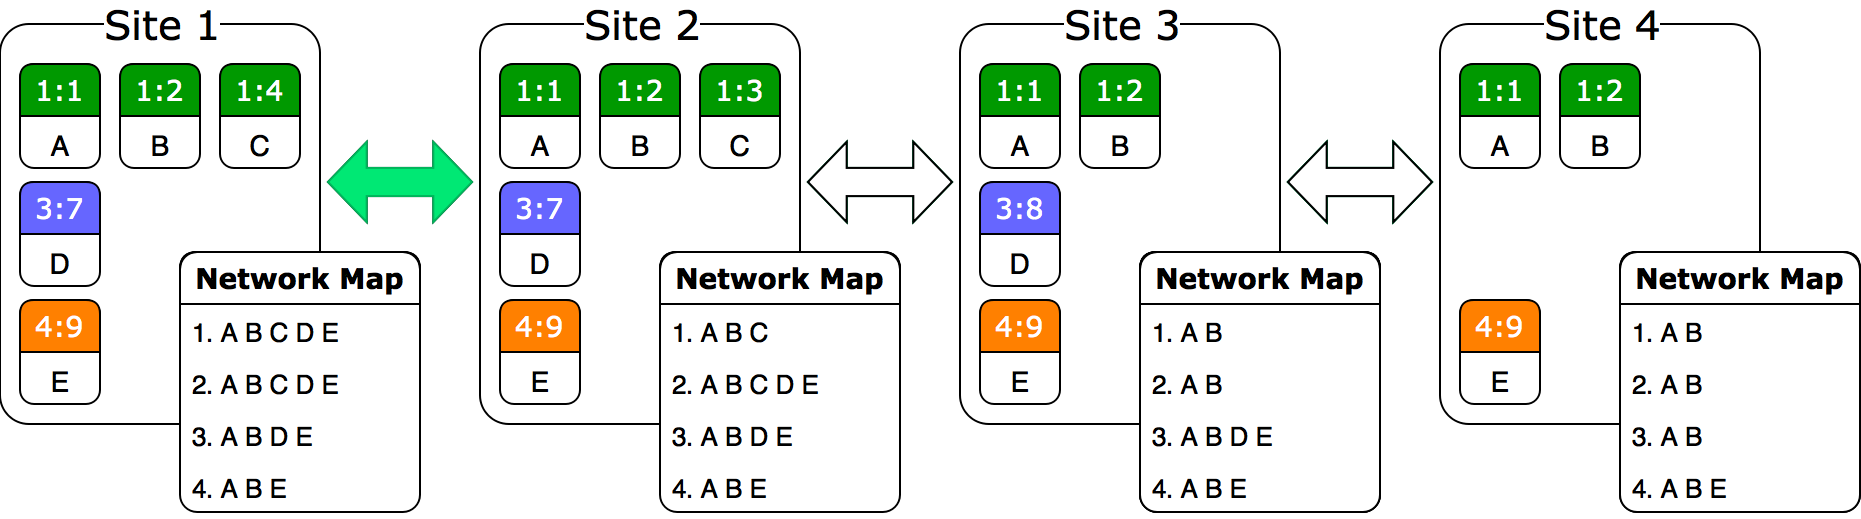 Site 1
1:1 1:2 1:4
A B C
3:7
D
4:9
E
Network Map
1. A B C D E
2. A B C D E
3. A B D E
4. A B E
Site 2
1:1 1:2 1:3
A B C
3:7
D
4:9
E
Network Map
1. A B C
2. A B C D E
3. A B D E
4. A B E
Site 3
1:1 1:2
A B
3:8
D
4:9
E
Network Map
1. A B
2. A B
3. A B D E
4. A B E
Site 4
1:1 1:2
A B
4:9
E
Network Map
1. A B
2. A B
3. A B
4. A B E